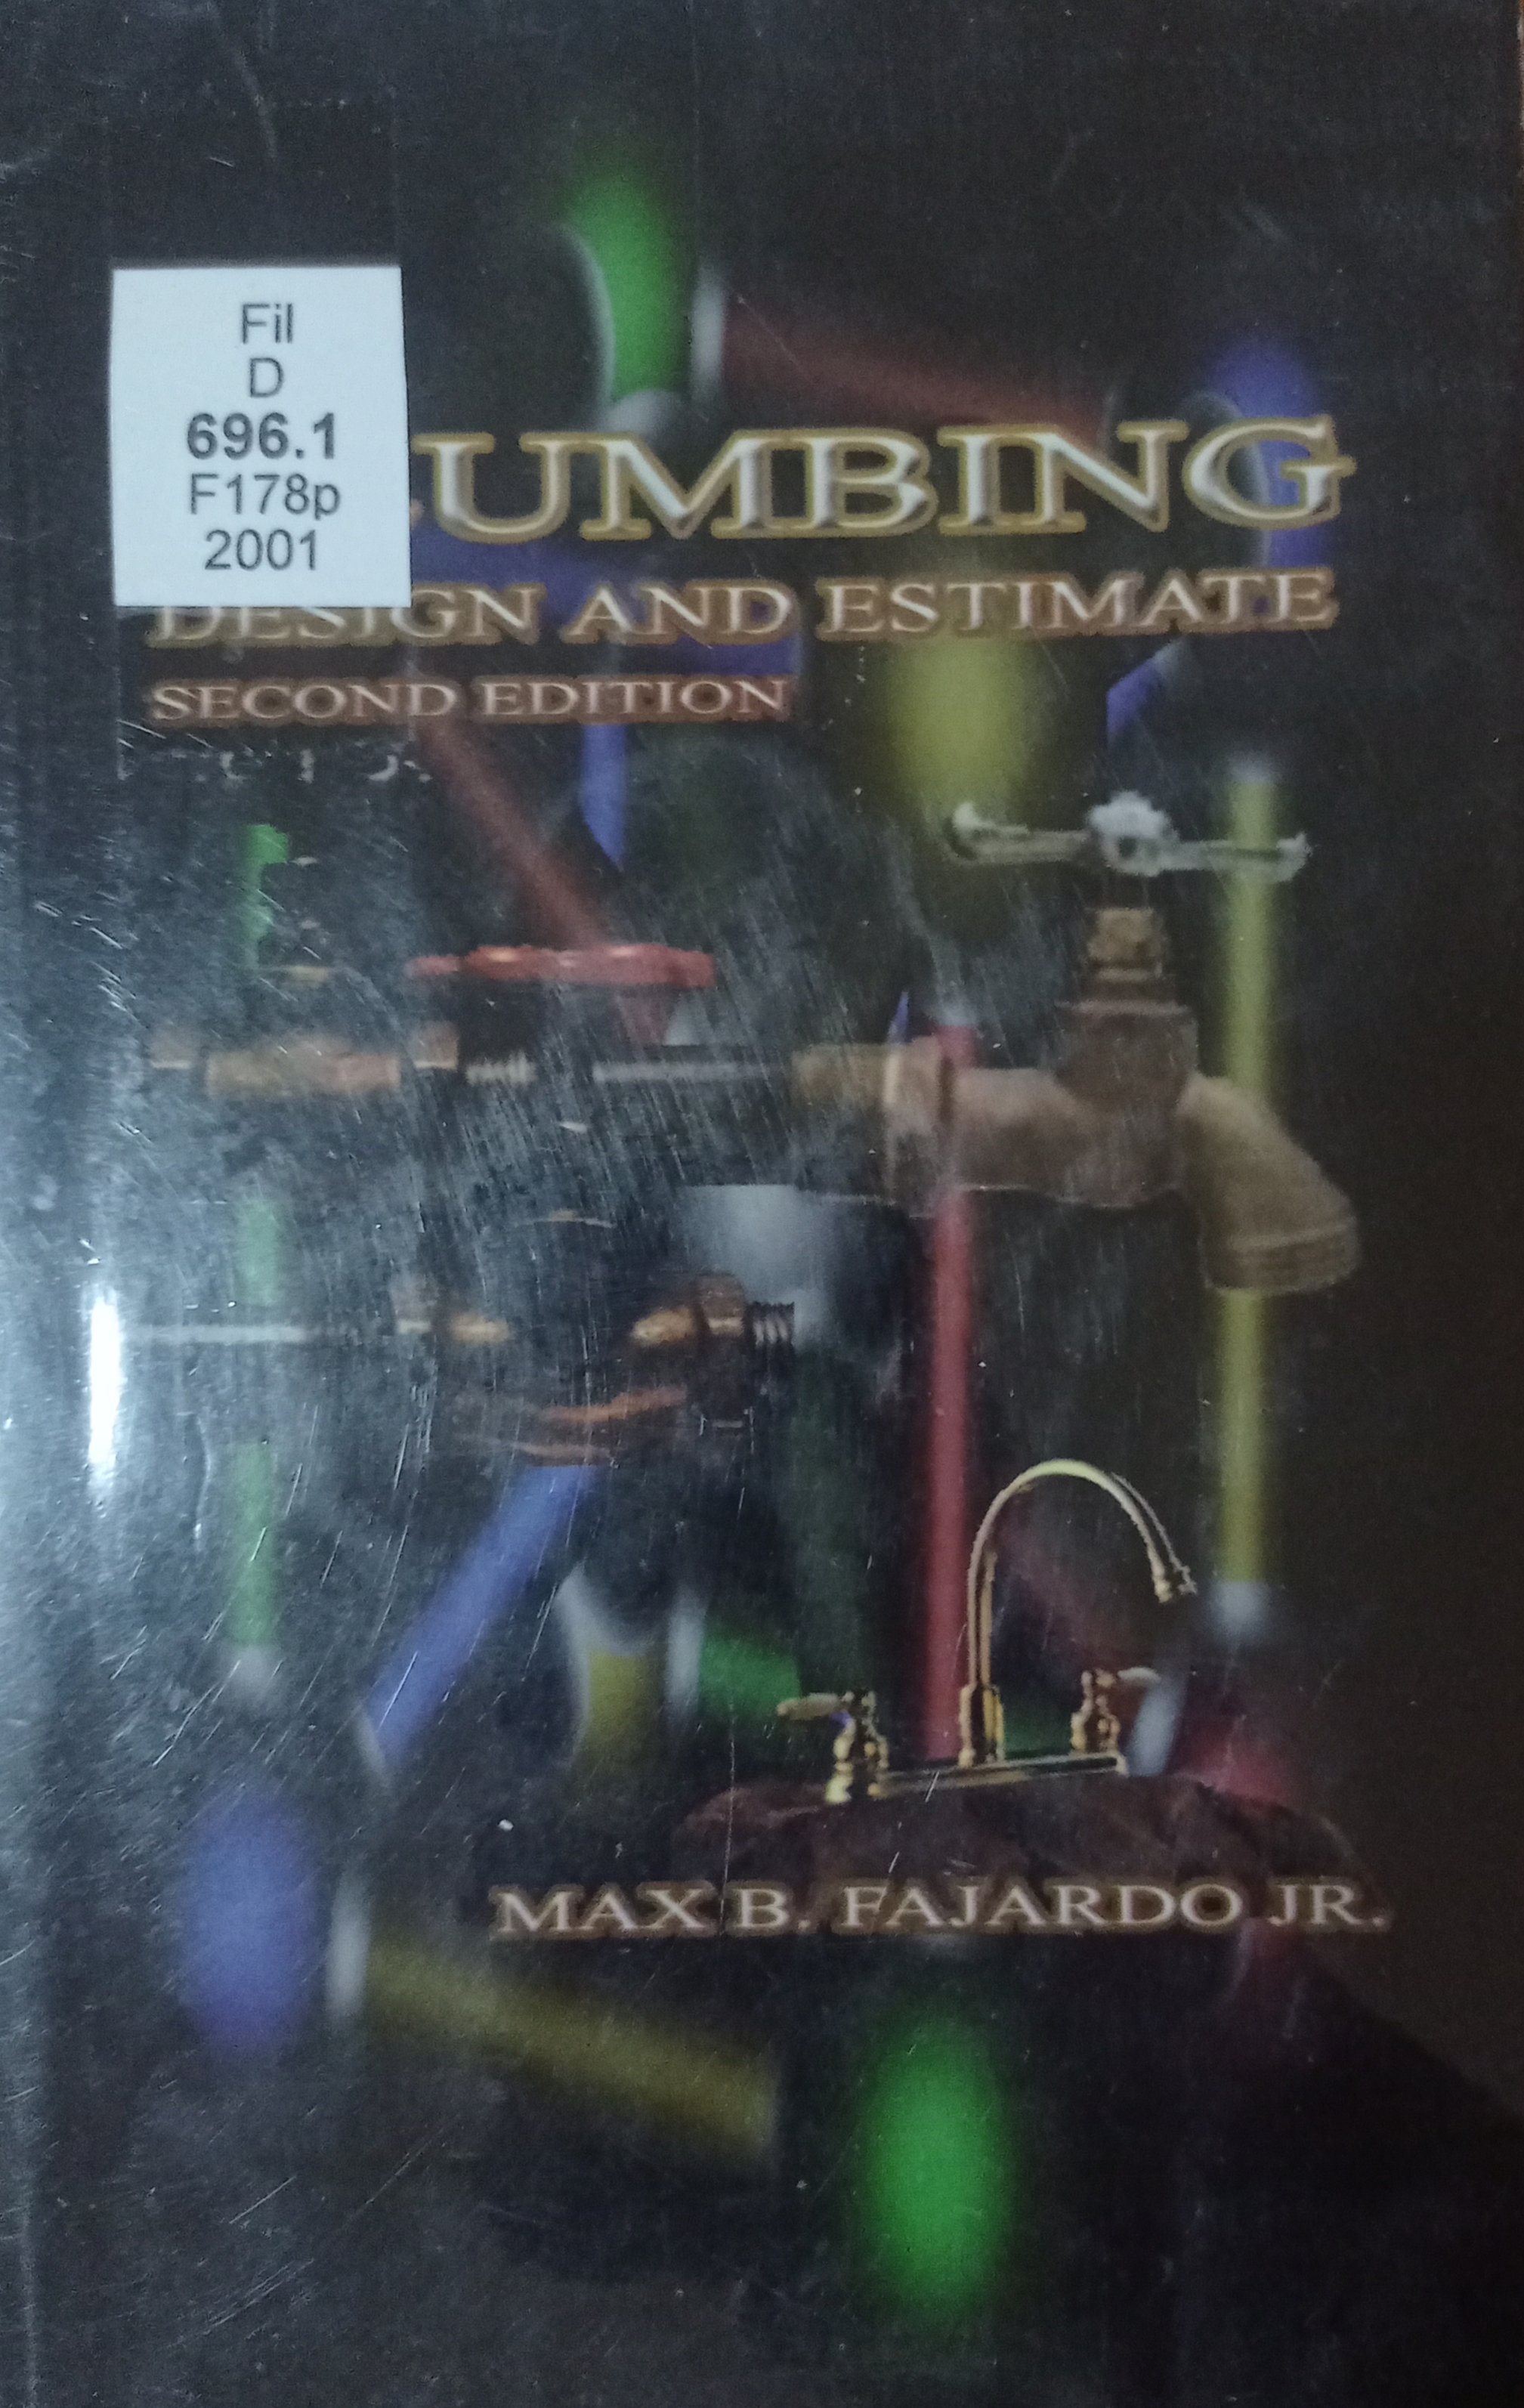 Fil
D
696.1
F178p
2001
UMBING
DESIGN AND ESTIMATE
SECOND EDITION
MAX B. FAJARDO JR.